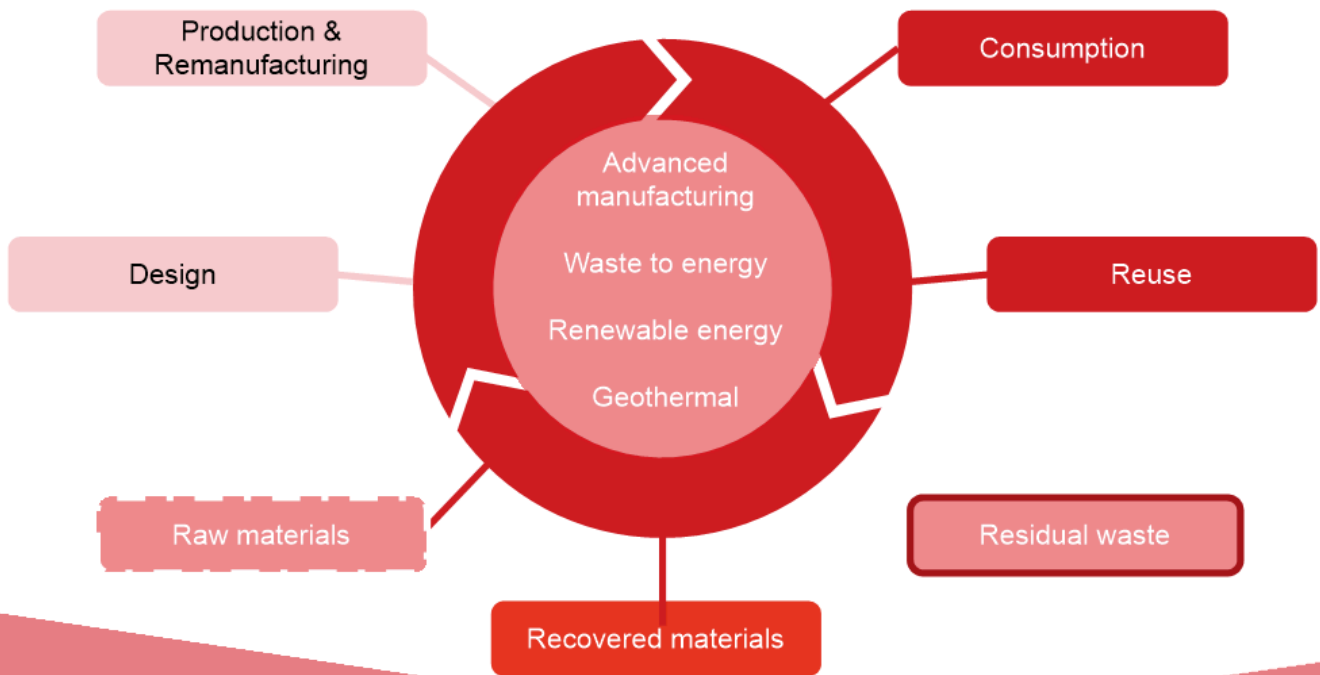 Production &
Remanufacturing
Consumption
Advanced
manufacturing
Waste to energy
Renewable energy
Geothermal
Design
Reuse
Raw materials
Residual waste
Recovered materials